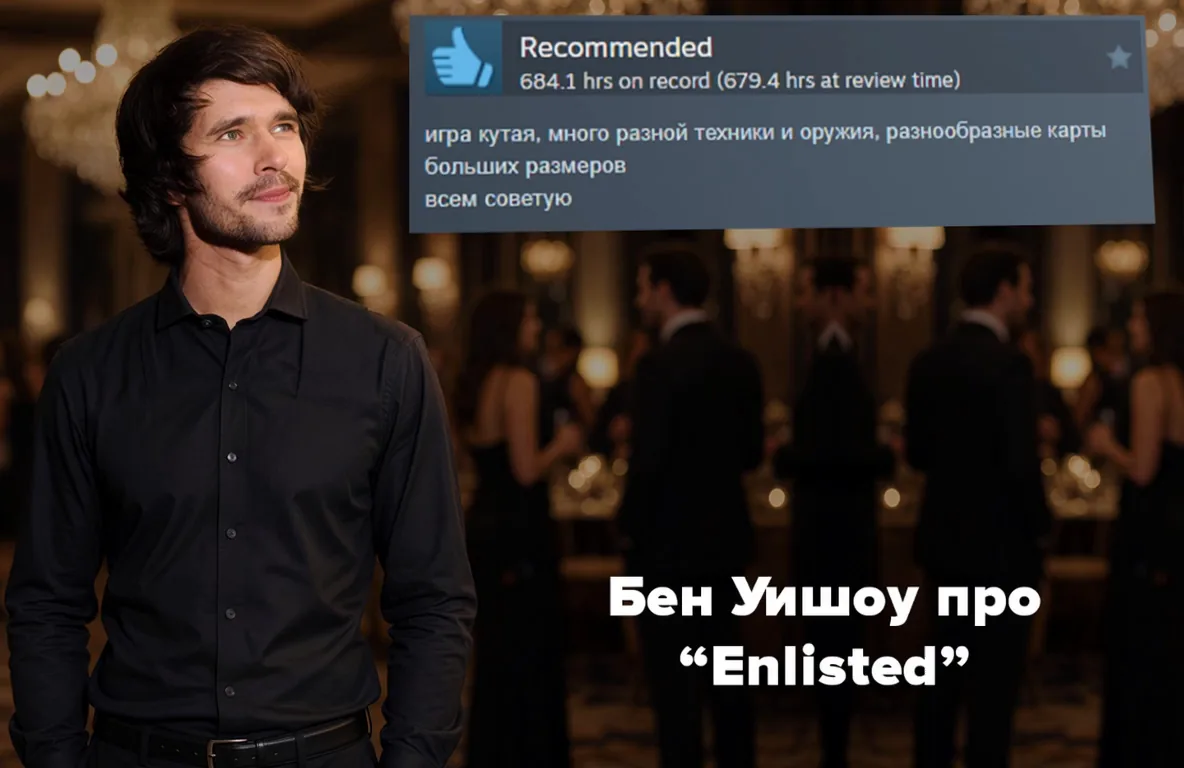 Recommended
684.1 hrs on record (679.4 hrs at review time)
игра кутая, много разной техники и оружия, разнообразные карты
больших размеров
всем советую
Бен Уишоу про
“Enlisted”